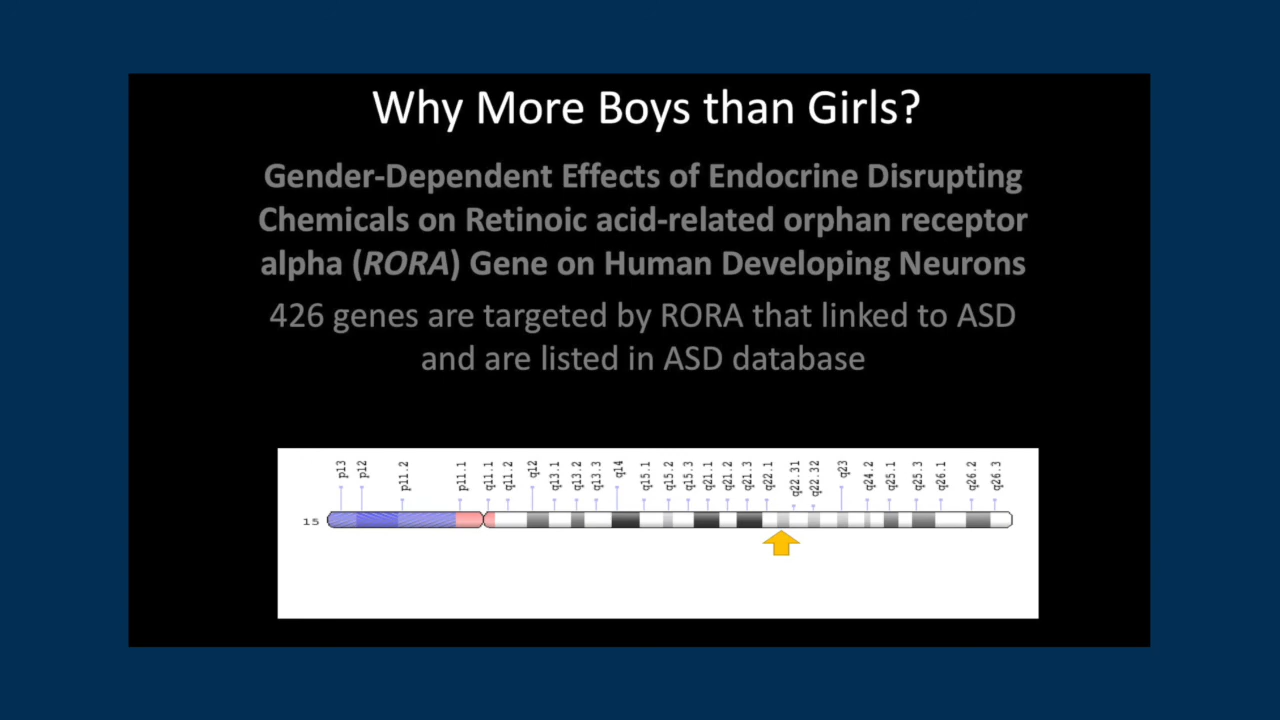 Why More Boys than Girls?
Gender-Dependent Effects of Endocrine Disrupting
Chemicals on Retinoic acid-related orphan receptor
alpha (RORA) Gene on Human Developing Neurons
426 genes are targeted by RORA that linked to ASD
and are listed in ASD database
p13 p12 p11.2 p11.1 q11.1 q11.2 q12 q13.1 q13.2 q13.3 q14 q15.1 q15.2 q15.3 q21.1 q21.2 q21.3 q22.1 q22.31 q22.32 q23 q24.2 q25.1 q25.3 q26.1 q26.2 q26.3
15